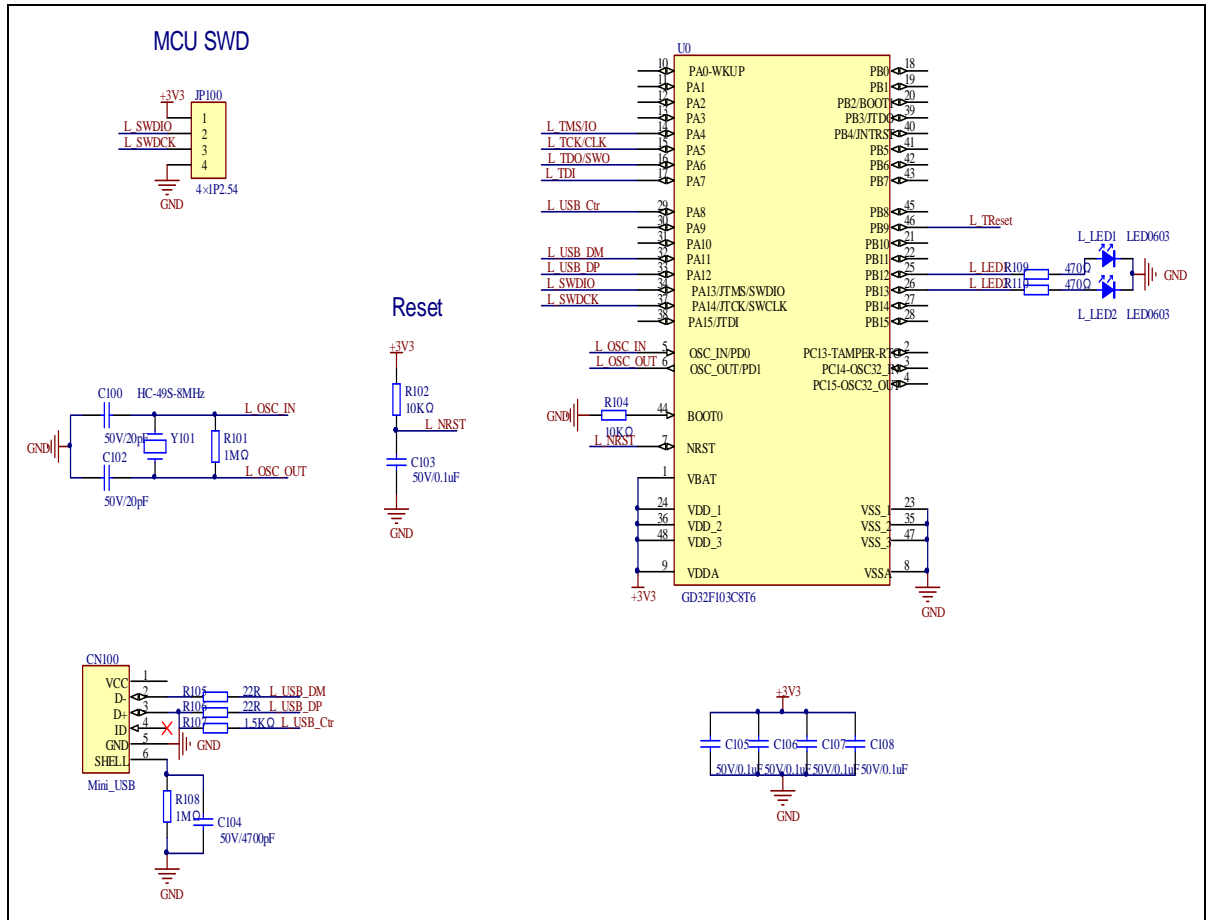 MCU SWD
+3V3
JP100
1
L_SWDIO
2
L_SWDCK
3
4
4×1P2.54
GND
Reset
+3V3
R102
10KΩ
L_NRST
C103
50V/0.1uF
GND
C100
HC-49S-8MHz
L_OSC_IN
50V/20pF
Y101
R101
1MΩ
GND
C102
L_OSC_OUT
50V/20pF
U0
10 PA0-WKUP
11 PA1
12 PA2
13 PA3
L_TMS/IO 14 PA4
L_TCK/CLK 15 PA5
L_TDO/SWO 16 PA6
L_TDI 17 PA7
L_USB_Ctr 29 PA8
30 PA9
31 PA10
L_USB_DM 32 PA11
L_USB_DP 33 PA12
L_SWDIO 34 PA13/JTMS/SWDIO
L_SWDCK 37 PA14/JTCK/SWCLK
38 PA15/JTDI
L_OSC_IN 5 OSC_IN/PD0
L_OSC_OUT 6 OSC_OUT/PD1
R104
GND 44 BOOT0
10KΩ
L_NRST 7 NRST
1 VBAT
24 VDD_1
36 VDD_2
48 VDD_3
9 VDDA
+3V3
GD32F103C8T6
PB0 18
PB1 19
PB2/BOOT1 20
PB3/JTDO 39
PB4/JNTRST 40
PB5 41
PB6 42
PB7 43
PB8 45
PB9 46 L_TReset
PB10 21
PB11 22
PB12 25 L_LED1 R109 470Ω
PB13 26 L_LED2 R110 470Ω
PB14 27
PB15 28
PC13-TAMPER-RTC 2
PC14-OSC32_IN 3
PC15-OSC32_OUT 4
VSS_1 23
VSS_2 35
VSS_3 47
VSSA 8
GND
L_LED1 LED0603
GND
L_LED2 LED0603
CN100
VCC 1
D- 2 R105 22R L_USB_DM
D+ 3 R106 22R L_USB_DP
ID 4 R107 1.5KΩ L_USB_Ctr
GND 5 GND
SHELL 6
Mini_USB
R108
1MΩ
C104
50V/4700pF
GND
+3V3
C105 C106 C107 C108
50V/0.1uF 50V/0.1uF 50V/0.1uF 50V/0.1uF
GND